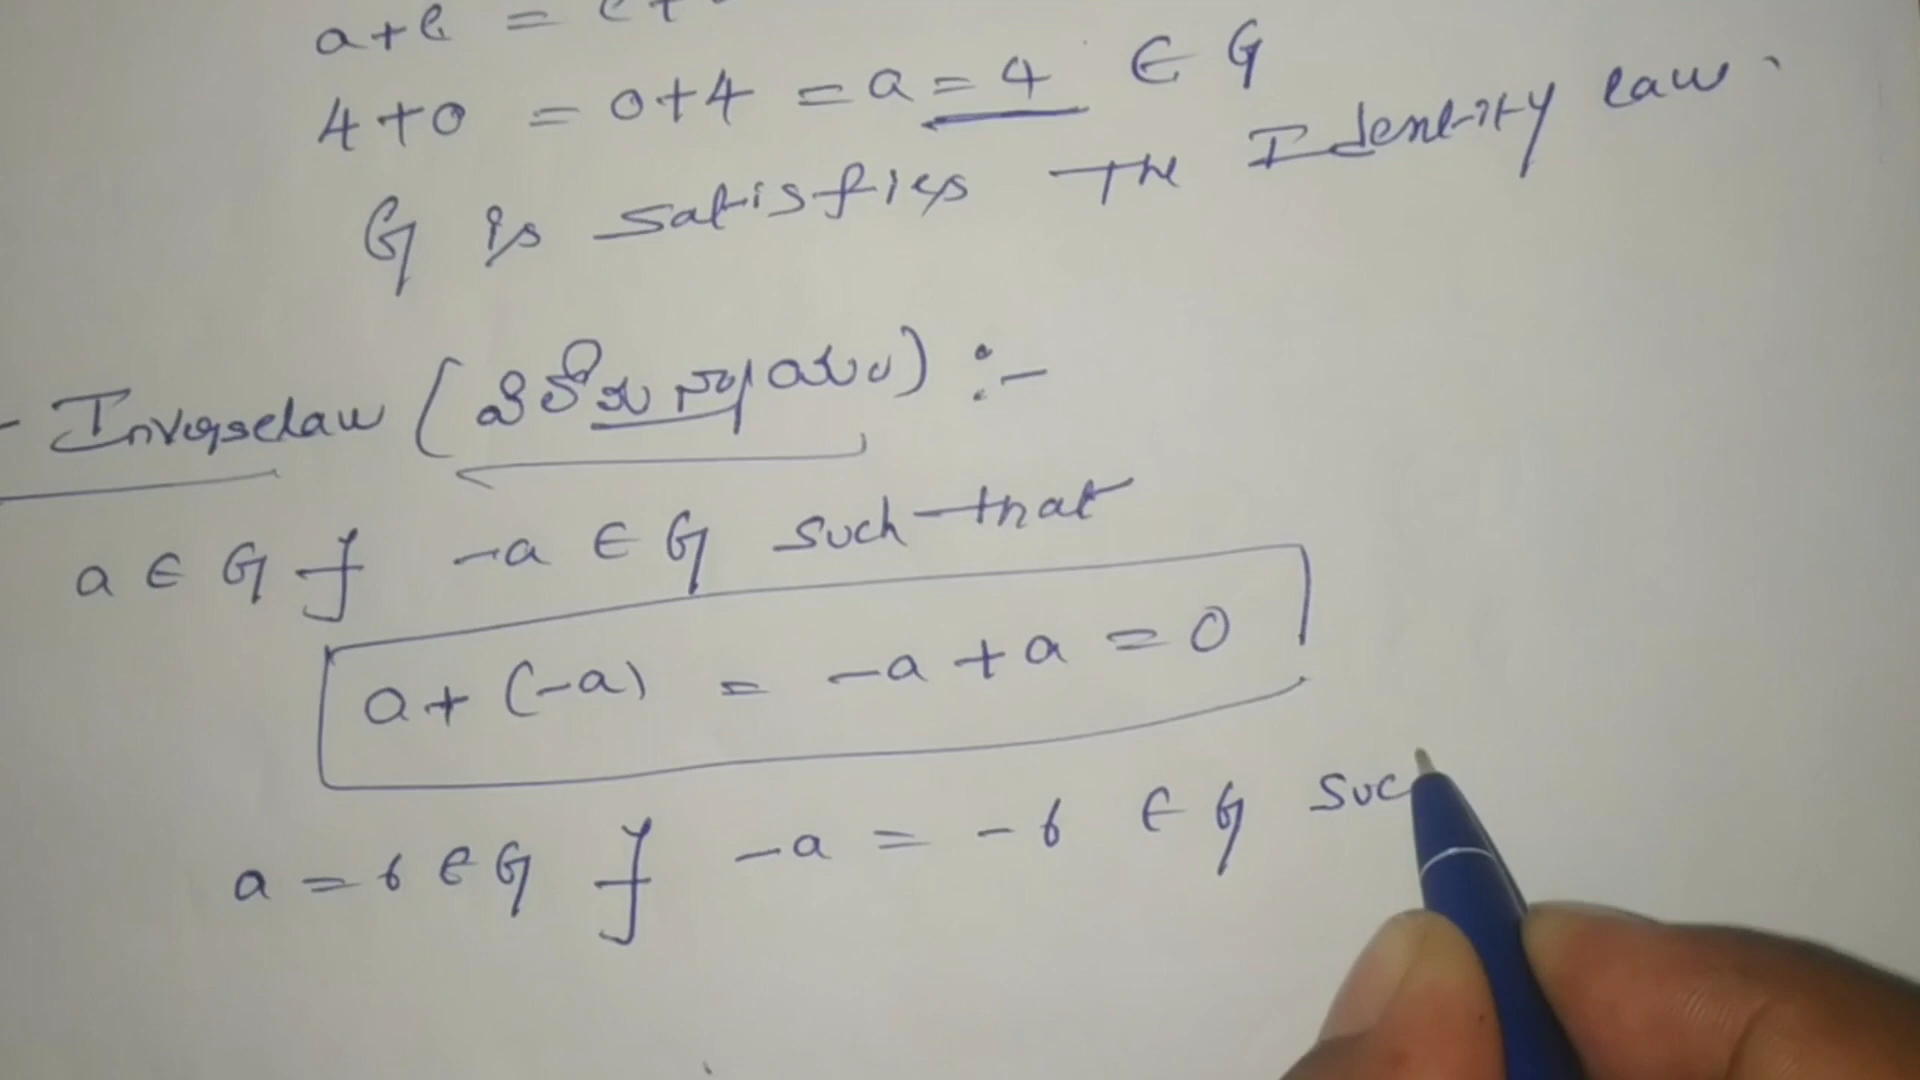 a+e = e+
4+0 = 0+4 = a = 4 ∈ G
G is satisfies The Identity law.
- Inverselaw (విలోమ న్యాయం) :-
a ∈ G ∃ -a ∈ G such that
a+ (-a) = -a + a = 0
a = 6 ∈ G ∃ -a = -6 ∈ G suc